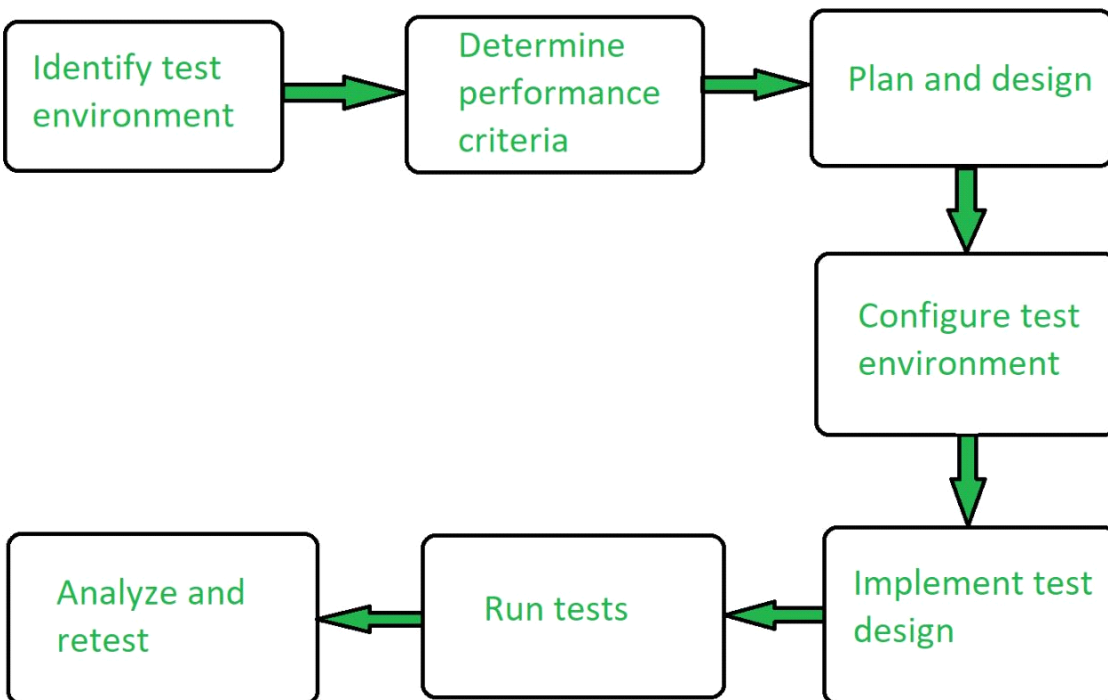 Identify test
environment
Determine
performance
criteria
Plan and design
Configure test
environment
Implement test
design
Run tests
Analyze and
retest